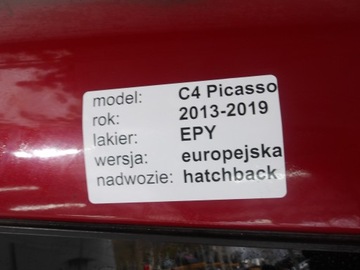 model: C4 Picasso
rok: 2013-2019
lakier: EPY
wersja: europejska
nadwozie: hatchback